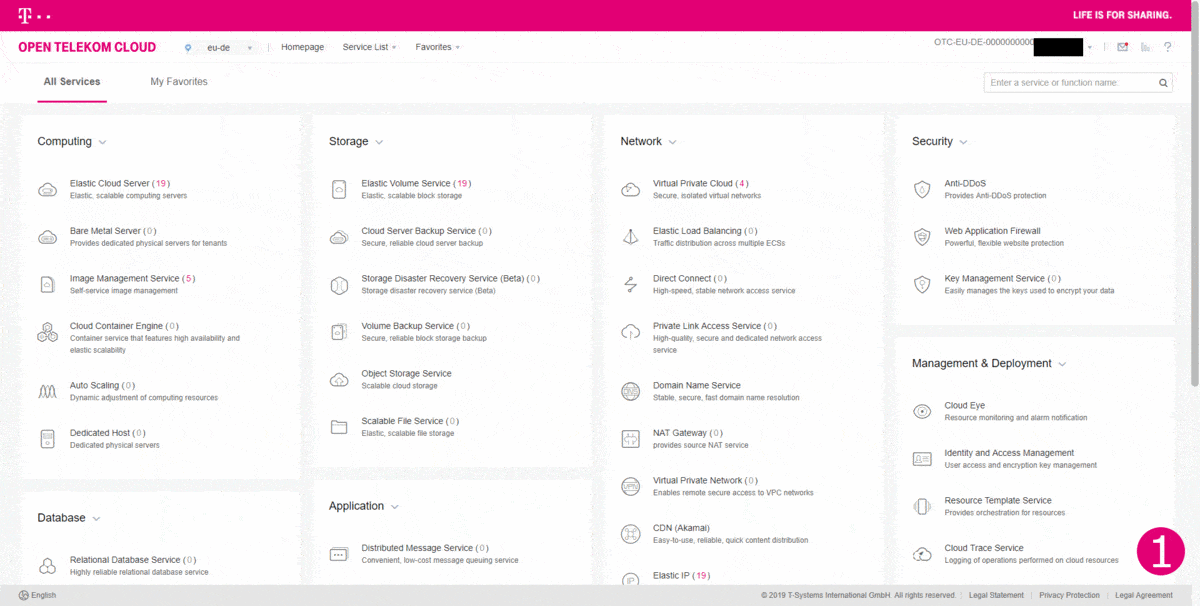 T
LIFE IS FOR SHARING.
OPEN TELEKOM CLOUD
eu-de
Homepage
Service List
Favorites
OTC-EU-DE-0000000000
?
All Services
My Favorites
Enter a service or function name:
Computing
Elastic Cloud Server (19)
Elastic, scalable computing servers
Bare Metal Server (0)
Provides dedicated physical servers for tenants
Image Management Service (5)
Self-service image management
Cloud Container Engine (0)
Container service that features high availability and
elastic scalability
Auto Scaling (0)
Dynamic adjustment of computing resources
Dedicated Host (0)
Dedicated physical servers
Database
Relational Database Service (0)
Highly reliable relational database service
Storage
Elastic Volume Service (19)
Elastic, scalable block storage
Cloud Server Backup Service (0)
Secure, reliable cloud server backup
Storage Disaster Recovery Service (Beta) (0)
Storage disaster recovery service (Beta)
Volume Backup Service (0)
Secure, reliable block storage backup
Object Storage Service
Scalable cloud storage
Scalable File Service (0)
Elastic, scalable file storage
Application
Distributed Message Service (0)
Convenient, low-cost message queuing service
Network
Virtual Private Cloud (4)
Secure, isolated virtual networks
Elastic Load Balancing (0)
Traffic distribution across multiple ECSs
Direct Connect (0)
High-speed, stable network access service
Private Link Access Service (0)
High-quality, secure and dedicated network access
service
Domain Name Service
Stable, secure, fast domain name resolution
NAT Gateway (0)
provides source NAT service
Virtual Private Network (0)
Enables remote secure access to VPC networks
CDN (Akamai)
Easy-to-use, reliable, quick content distribution
Elastic IP (19)
Security
Anti-DDoS
Provides Anti-DDoS protection
Web Application Firewall
Powerful, flexible website protection
Key Management Service (0)
Easily manages the keys used to encrypt your data
Management & Deployment
Cloud Eye
Resource monitoring and alarm notification
Identity and Access Management
User access and encryption key management
Resource Template Service
Provides orchestration for resources
Cloud Trace Service
Logging of operations performed on cloud resources
1
English
© 2019 T-Systems International GmbH. All rights reserved.
Legal Statement
Privacy Protection
Legal Agreement